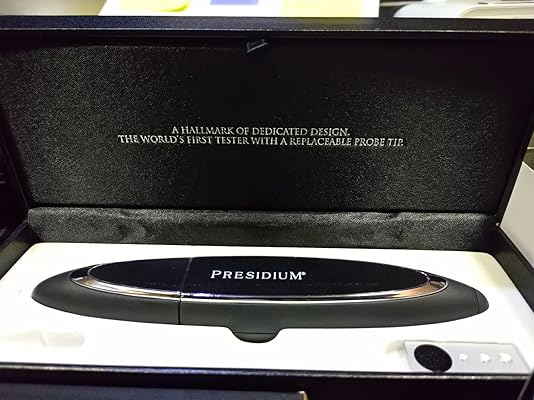 A HALLMARK OF DEDICATED DESIGN.
THE WORLD'S FIRST TESTER WITH A REPLACEABLE PROBE TIP.
PRESIDIUM®